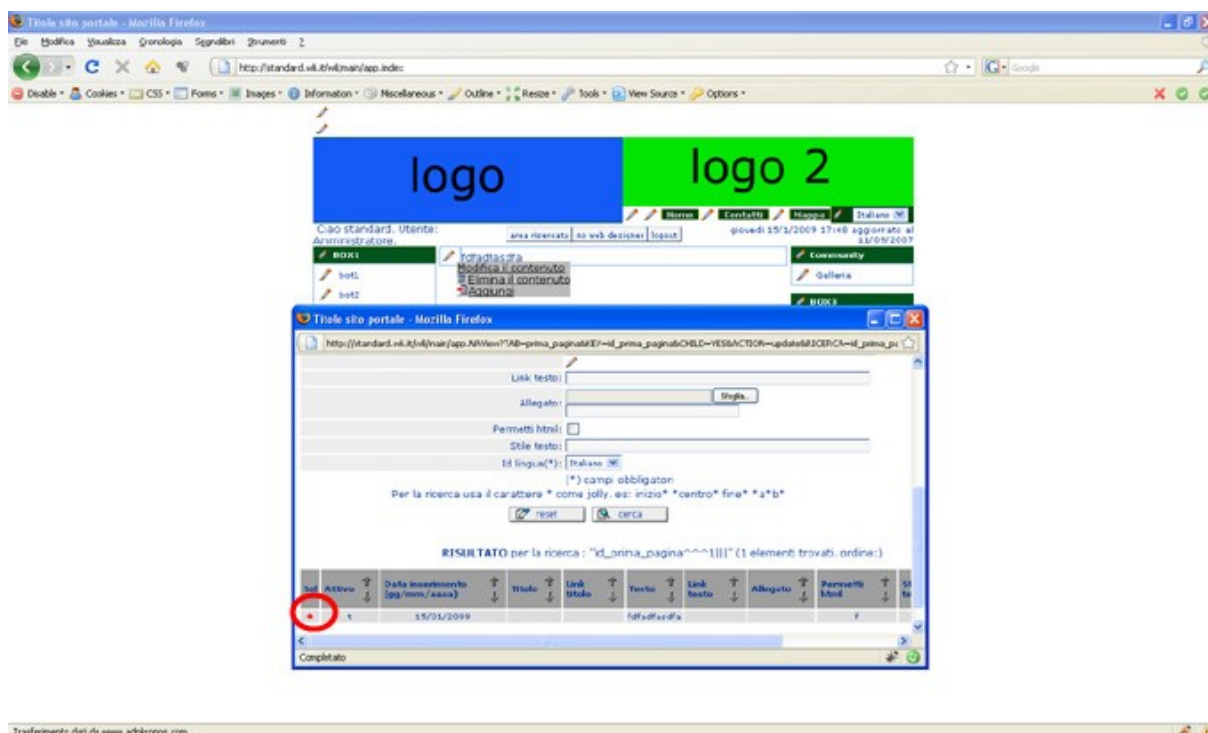 Titolo sito portale - Mozilla Firefox
File Modifica Visualizza Cronologia Segnalibri Strumenti ?
http://standard.wli.it/wli/main/app.index
Google
Disable Cookies CSS Forms Images Information Miscellaneous Outline Resize Tools View Source Options
logo
logo 2
Home Contatti Mappa Italiano
Ciao standard. Utente:
Amministratore.
area riservata no web designer logout
giovedì 15/1/2009 17:48 aggiornato al
11/09/2007
BOX1
fdfadfasdfa
Community
bot1
Modifica il contenuto
Galleria
Elimina il contenuto
bot2
Aggiungi
BOX3
Titolo sito portale - Mozilla Firefox
Link testo:
Allegato:
Sfoglia..
Permetti html:
Stile testo:
Id lingua(*): Italiano
(*) campi obbligatori
Per la ricerca usa il carattere * come jolly. es: inizio* *centro* fine* *a*b*
reset cerca
RISULTATO per la ricerca : "id_prima_pagina^^^1|||" (1 elementi trovati. ordine:)
Sel Attivo Data inserimento (gg/mm/aaaa) Titolo Link titolo Testo Link testo Allegato Permetti html
t 15/01/2009 fdfadfasdfa f
Completato
Trasferimento dati da www.adnkronos.com